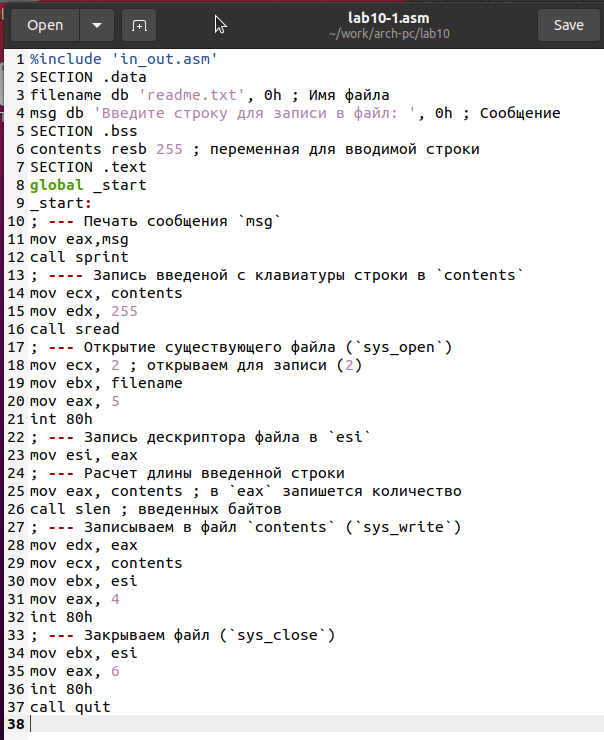 Open
lab10-1.asm
~/work/arch-pc/lab10
Save
1 %include 'in_out.asm'
2 SECTION .data
3 filename db 'readme.txt', 0h ; Имя файла
4 msg db 'Введите строку для записи в файл: ', 0h ; Сообщение
5 SECTION .bss
6 contents resb 255 ; переменная для вводимой строки
7 SECTION .text
8 global _start
9 _start:
10 ; --- Печать сообщения `msg`
11 mov eax,msg
12 call sprint
13 ; ---- Запись введеной с клавиатуры строки в `contents`
14 mov ecx, contents
15 mov edx, 255
16 call sread
17 ; --- Открытие существующего файла (`sys_open`)
18 mov ecx, 2 ; открываем для записи (2)
19 mov ebx, filename
20 mov eax, 5
21 int 80h
22 ; --- Запись дескриптора файла в `esi`
23 mov esi, eax
24 ; --- Расчет длины введенной строки
25 mov eax, contents ; в `eax` запишется количество
26 call slen ; введенных байтов
27 ; --- Записываем в файл `contents` (`sys_write`)
28 mov edx, eax
29 mov ecx, contents
30 mov ebx, esi
31 mov eax, 4
32 int 80h
33 ; --- Закрываем файл (`sys_close`)
34 mov ebx, esi
35 mov eax, 6
36 int 80h
37 call quit
38